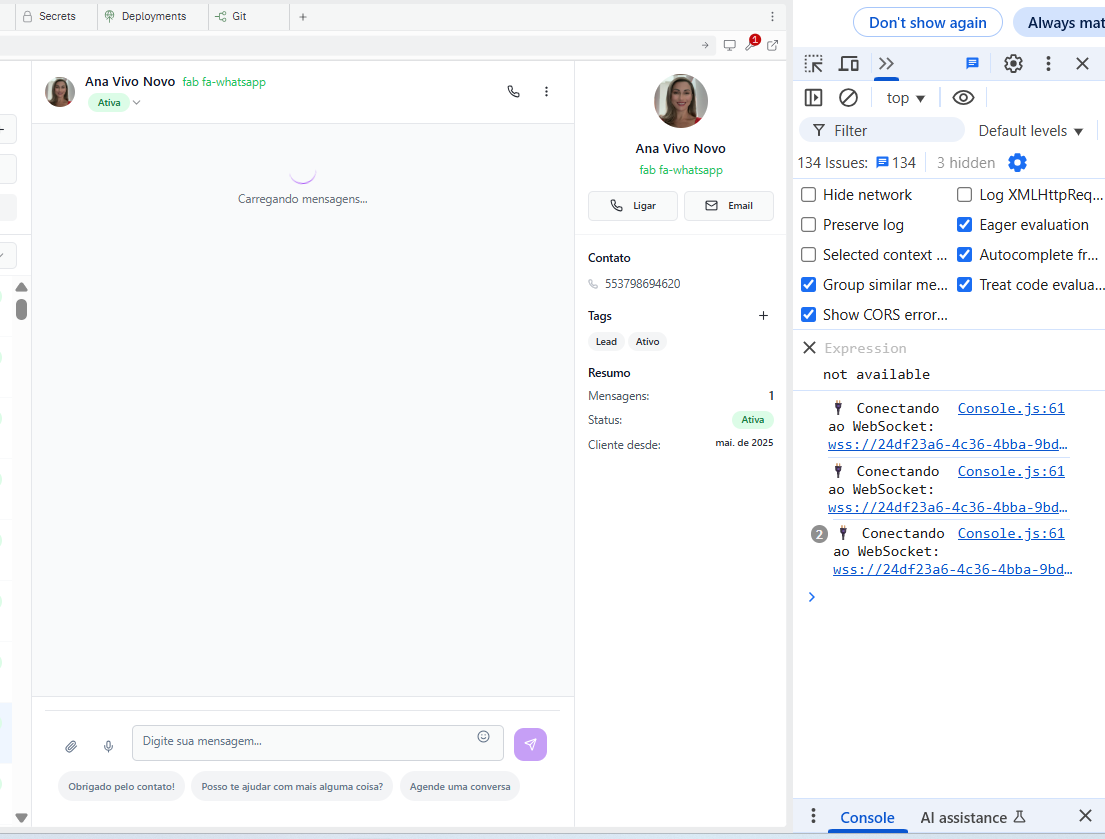 Secrets
Deployments
Git
1
Ana Vivo Novo fab fa-whatsapp
Ativa
Carregando mensagens...
Digite sua mensagem...
Obrigado pelo contato!
Posso te ajudar com mais alguma coisa?
Agende uma conversa
Ana Vivo Novo
fab fa-whatsapp
Ligar
Email
Contato
553798694620
Tags
Lead
Ativo
Resumo
Mensagens: 1
Status: Ativa
Cliente desde: mai. de 2025
Don't show again
Always mat
top
Filter
Default levels
134 Issues: 134
3 hidden
Hide network
Log XMLHttpReq...
Preserve log
Eager evaluation
Selected context ...
Autocomplete fr...
Group similar me...
Treat code evalua...
Show CORS error...
Expression
not available
Conectando Console.js:61
ao WebSocket:
wss://24df23a6-4c36-4bba-9bd…
Conectando Console.js:61
ao WebSocket:
wss://24df23a6-4c36-4bba-9bd…
2 Conectando Console.js:61
ao WebSocket:
wss://24df23a6-4c36-4bba-9bd…
Console
AI assistance